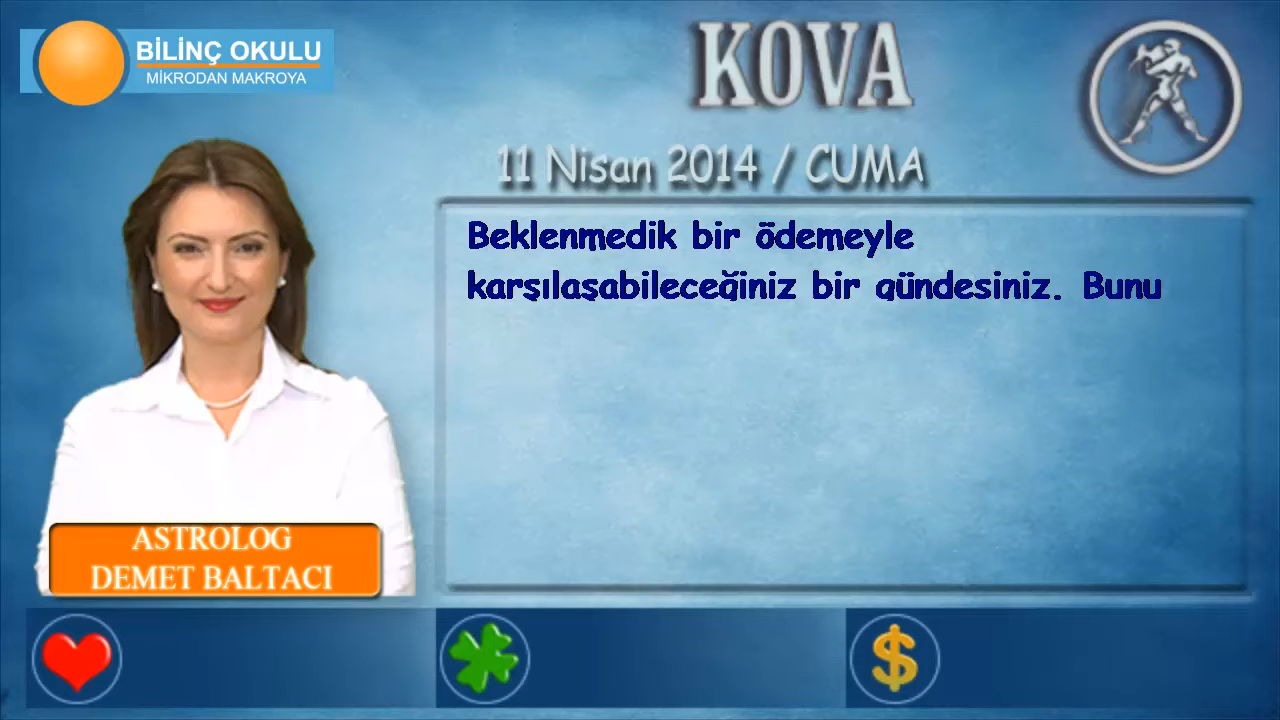 BİLİNÇ OKULU
MİKRODAN MAKROYA
KOVA
11 Nisan 2014 / CUMA
Beklenmedik bir ödemeyle
karşılaşabileceğiniz bir gündesiniz. Bunu
ASTROLOG
DEMET BALTACI
$